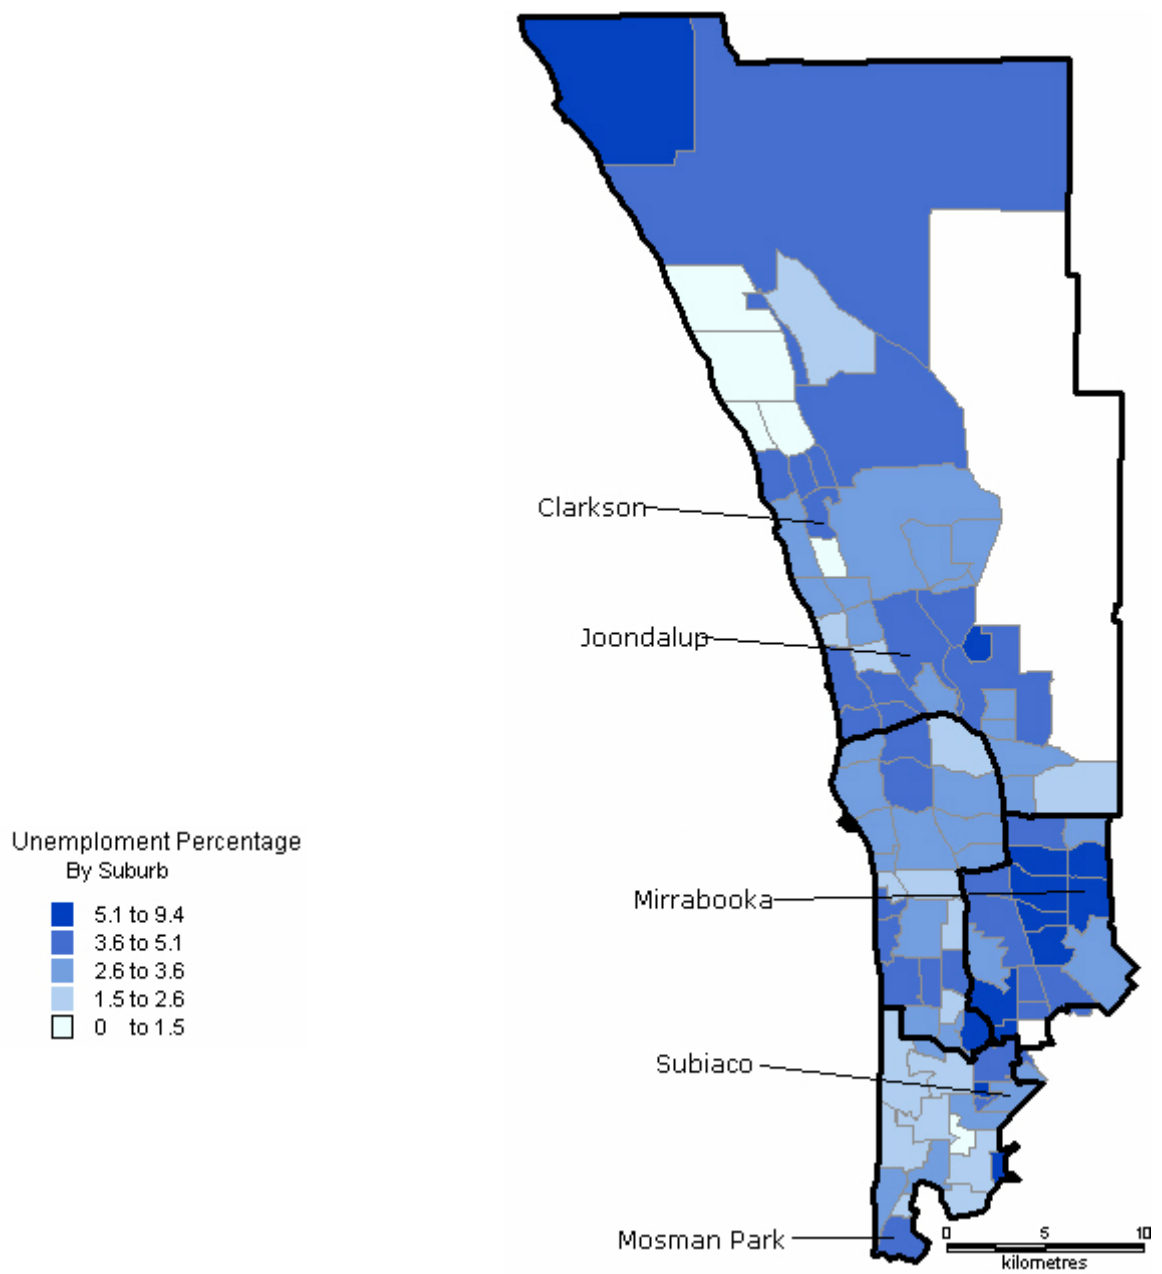 Clarkson
Joondalup
Unemploment Percentage
By Suburb
5.1 to 9.4
3.6 to 5.1
2.6 to 3.6
1.5 to 2.6
0 to 1.5
Mirrabooka
Subiaco
Mosman Park
0 5 10
kilometres